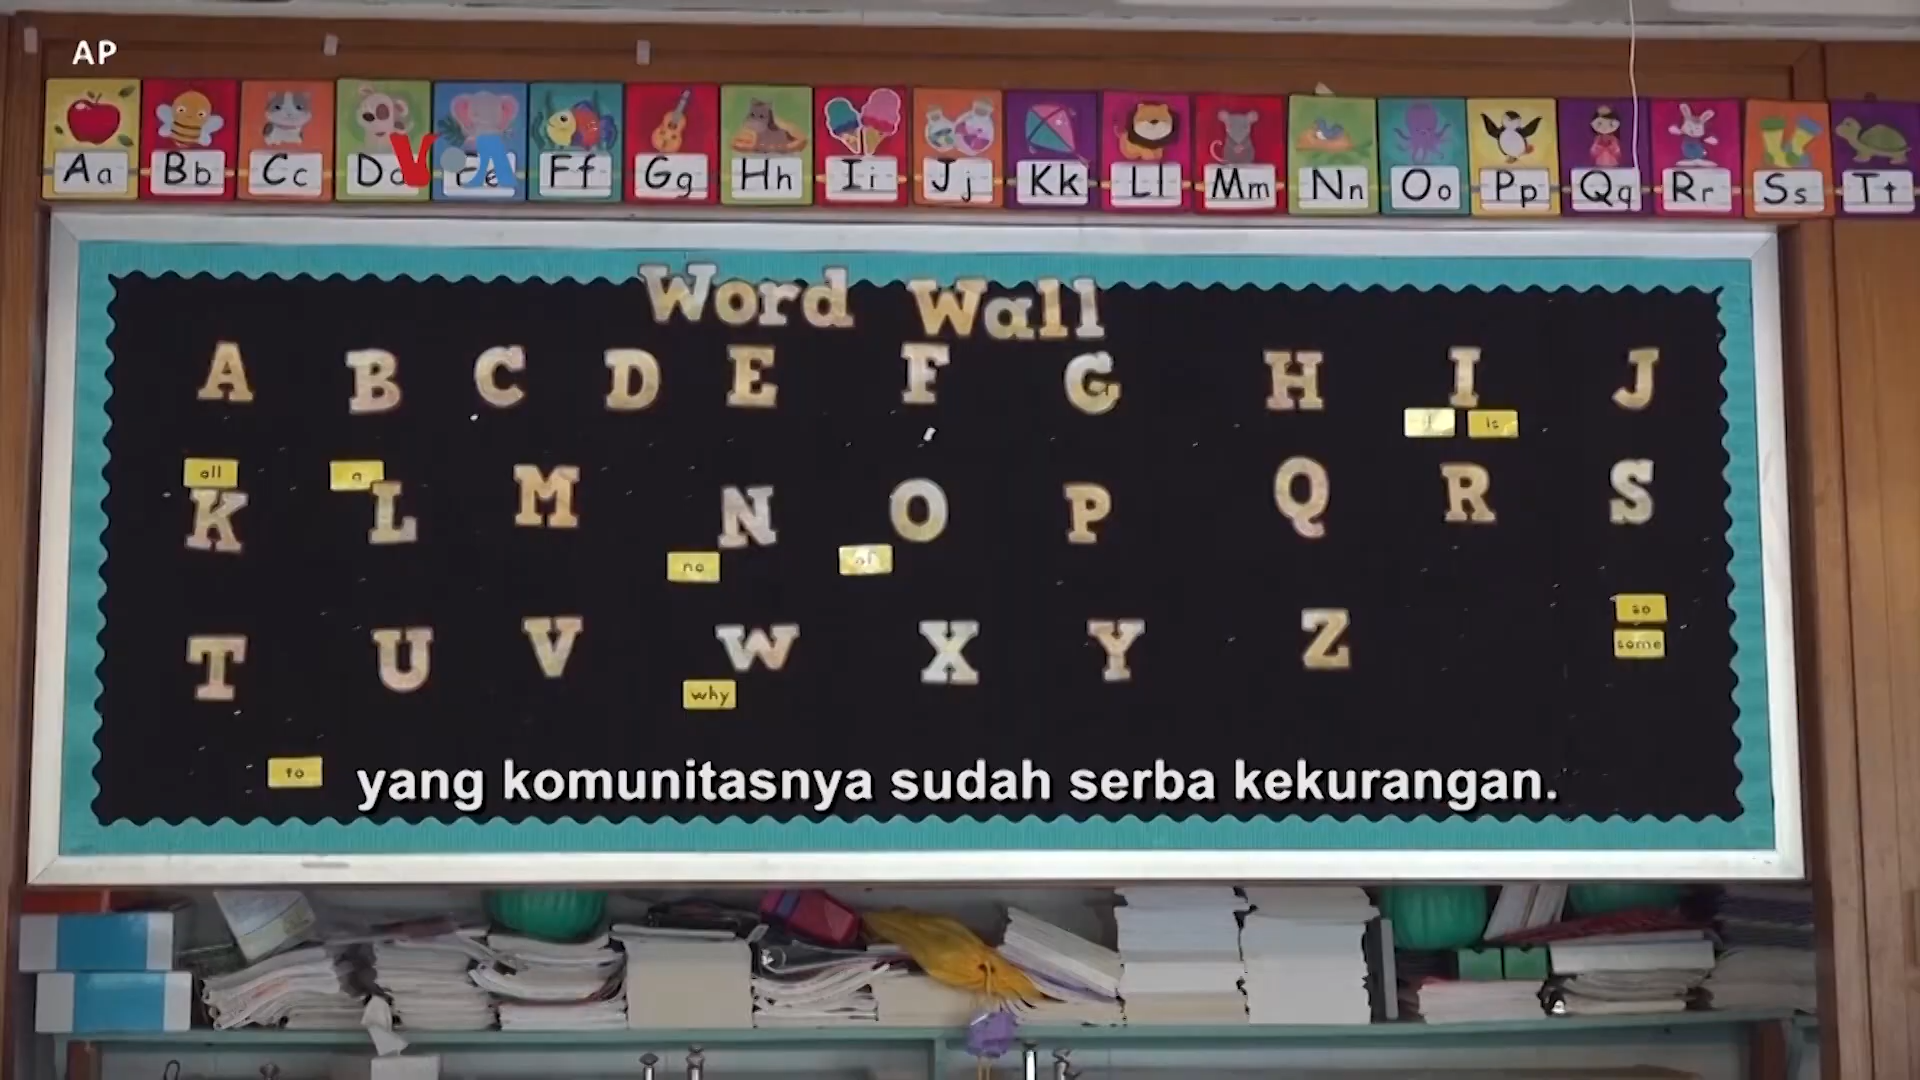 AP
Aa Bb Cc Dd Ee Ff Gg Hh Ii Jj Kk Ll Mm Nn Oo Pp Qq Rr Ss Tt
VOA
Word Wall
A B C D E F G H I J
I is
all a
K L M N O P Q R S
no of
so
some
T U V W X Y Z
why
to
yang komunitasnya sudah serba kekurangan.